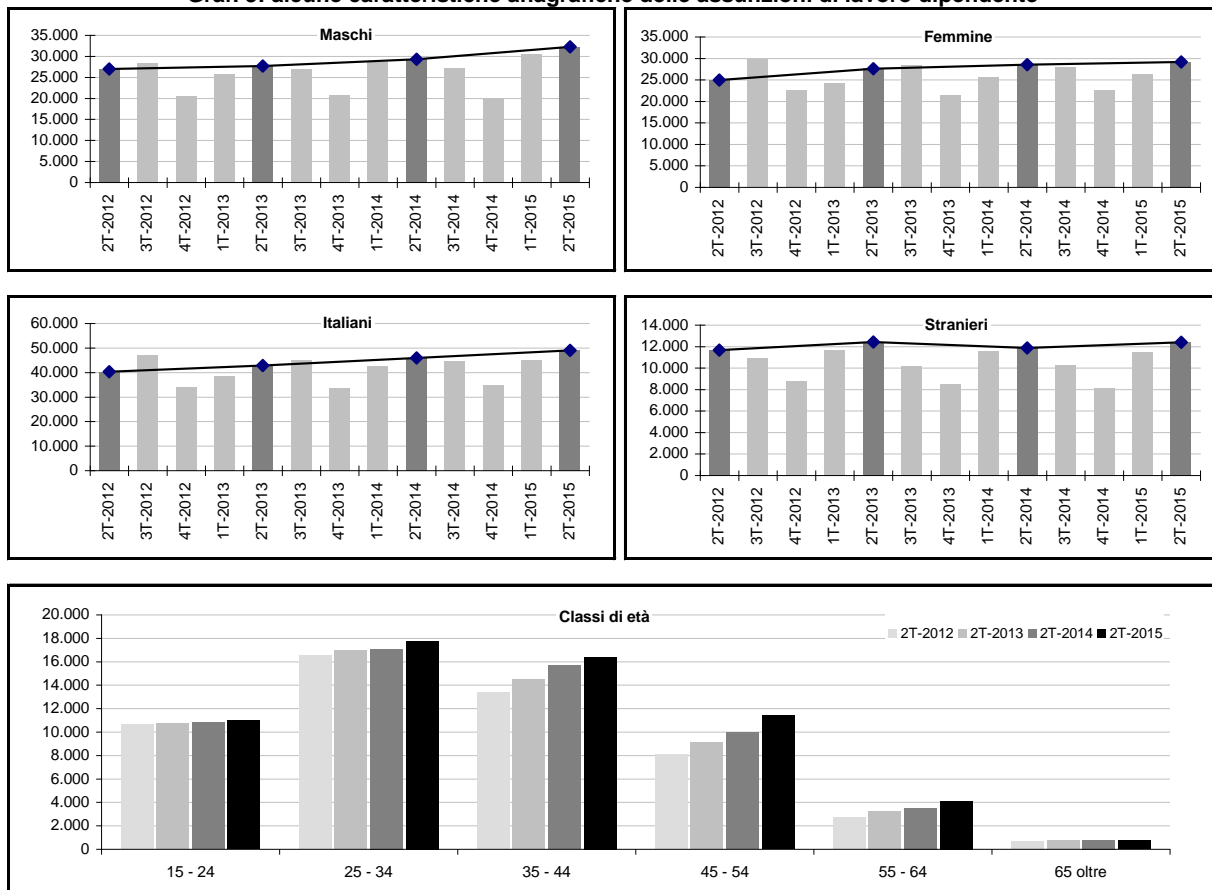 Maschi
35.000
30.000
25.000
20.000
15.000
10.000
5.000
0
2T-2012
3T-2012
4T-2012
1T-2013
2T-2013
3T-2013
4T-2013
1T-2014
2T-2014
3T-2014
4T-2014
1T-2015
2T-2015
Femmine
35.000
30.000
25.000
20.000
15.000
10.000
5.000
0
2T-2012
3T-2012
4T-2012
1T-2013
2T-2013
3T-2013
4T-2013
1T-2014
2T-2014
3T-2014
4T-2014
1T-2015
2T-2015
Italiani
60.000
50.000
40.000
30.000
20.000
10.000
0
2T-2012
3T-2012
4T-2012
1T-2013
2T-2013
3T-2013
4T-2013
1T-2014
2T-2014
3T-2014
4T-2014
1T-2015
2T-2015
Stranieri
14.000
12.000
10.000
8.000
6.000
4.000
2.000
0
2T-2012
3T-2012
4T-2012
1T-2013
2T-2013
3T-2013
4T-2013
1T-2014
2T-2014
3T-2014
4T-2014
1T-2015
2T-2015
Classi di età
2T-2012 2T-2013 2T-2014 2T-2015
20.000
18.000
16.000
14.000
12.000
10.000
8.000
6.000
4.000
2.000
0
15 - 24 25 - 34 35 - 44 45 - 54 55 - 64 65 oltre